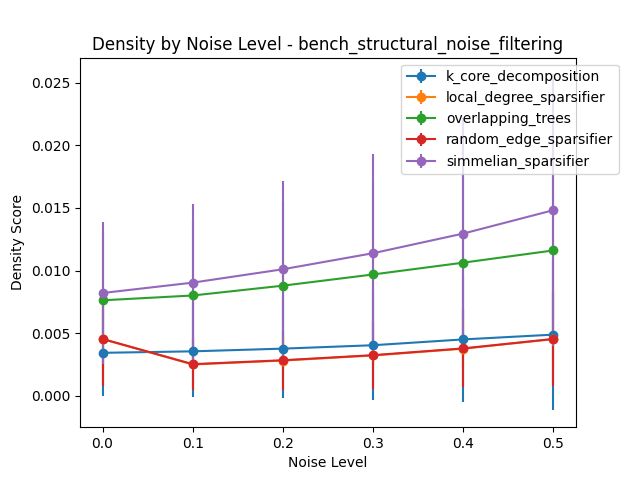 Density by Noise Level - bench_structural_noise_filtering
k_core_decomposition
local_degree_sparsifier
overlapping_trees
random_edge_sparsifier
simmelian_sparsifier
Density Score
0.025
0.020
0.015
0.010
0.005
0.000
0.0 0.1 0.2 0.3 0.4 0.5
Noise Level